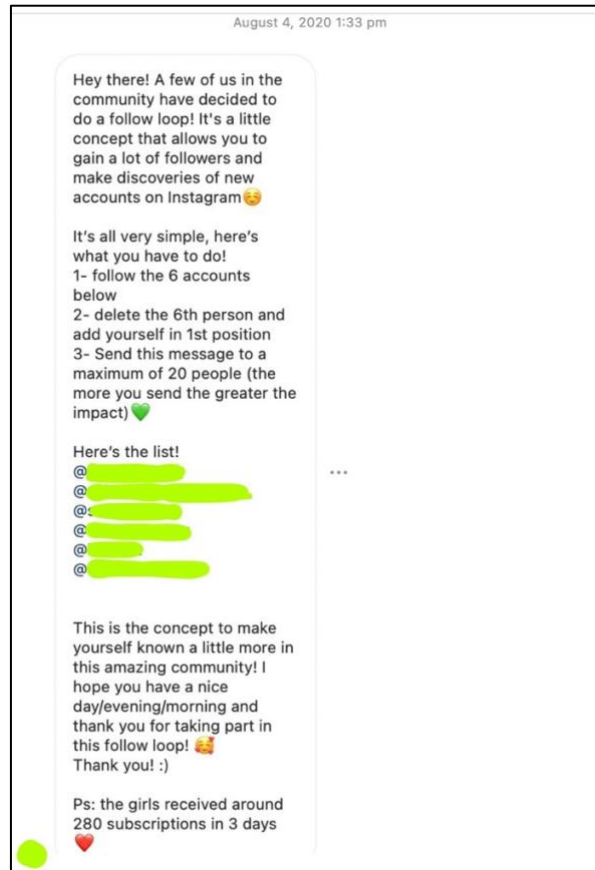 August 4, 2020 1:33 pm
Hey there! A few of us in the
community have decided to
do a follow loop! It's a little
concept that allows you to
gain a lot of followers and
make discoveries of new
accounts on Instagram☺️
It's all very simple, here's
what you have to do!
1- follow the 6 accounts
below
2- delete the 6th person and
add yourself in 1st position
3- Send this message to a
maximum of 20 people (the
more you send the greater the
impact)💚
Here's the list!
@
@
@
@
@
@
This is the concept to make
yourself known a little more in
this amazing community! I
hope you have a nice
day/evening/morning and
thank you for taking part in
this follow loop! 🥰
Thank you! :)
Ps: the girls received around
280 subscriptions in 3 days
❤️